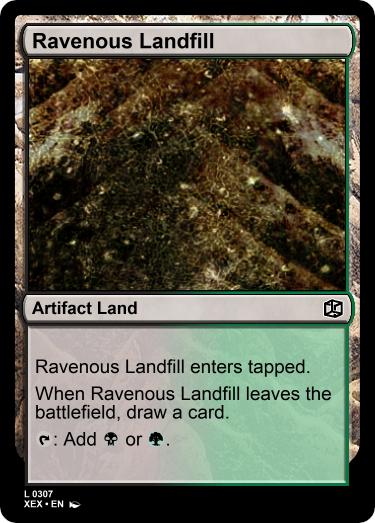 Ravenous Landfill
Artifact Land
Ravenous Landfill enters tapped.
When Ravenous Landfill leaves the
battlefield, draw a card.
: Add or .
L 0307
XEX • EN